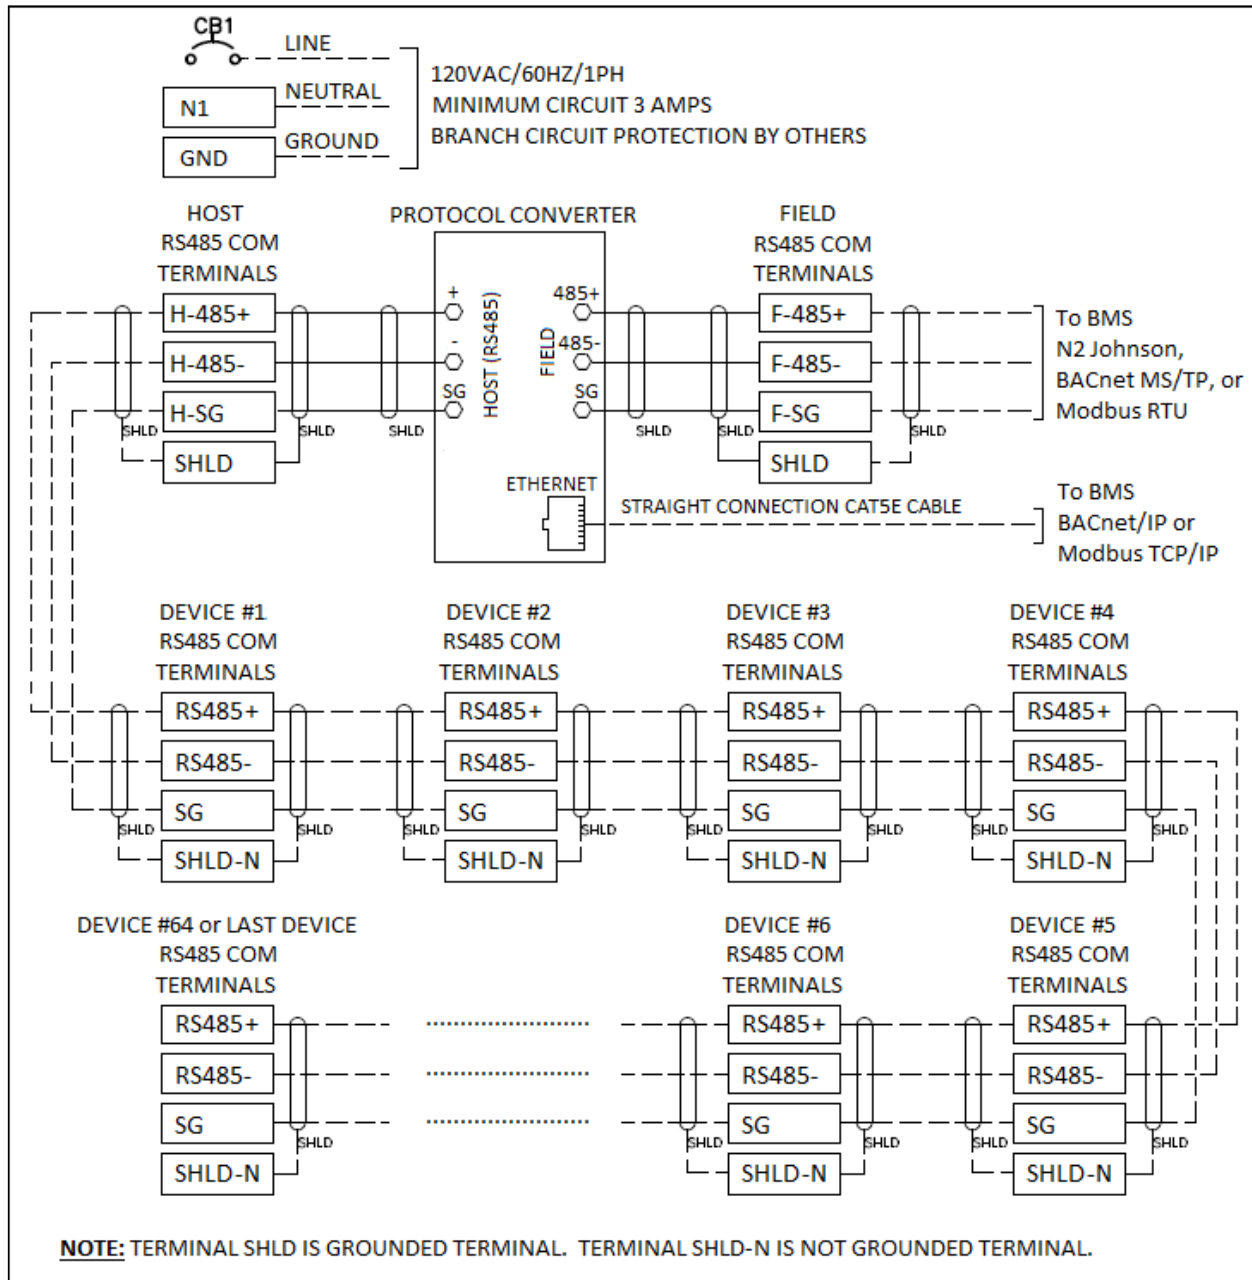 CB1
LINE
N1
NEUTRAL
GND
GROUND
120VAC/60HZ/1PH
MINIMUM CIRCUIT 3 AMPS
BRANCH CIRCUIT PROTECTION BY OTHERS
HOST
RS485 COM
TERMINALS
H-485+
H-485-
H-SG
SHLD
SHLD
SHLD
SHLD
PROTOCOL CONVERTER
+
-
SG
HOST (RS485)
FIELD
485+
485-
SG
ETHERNET
FIELD
RS485 COM
TERMINALS
F-485+
F-485-
F-SG
SHLD
SHLD
SHLD
SHLD
To BMS
N2 Johnson,
BACnet MS/TP, or
Modbus RTU
STRAIGHT CONNECTION CAT5E CABLE
To BMS
BACnet/IP or
Modbus TCP/IP
DEVICE #1
RS485 COM
TERMINALS
RS485+
RS485-
SG
SHLD
SHLD
SHLD-N
DEVICE #2
RS485 COM
TERMINALS
RS485+
RS485-
SG
SHLD
SHLD
SHLD-N
DEVICE #3
RS485 COM
TERMINALS
RS485+
RS485-
SG
SHLD
SHLD
SHLD-N
DEVICE #4
RS485 COM
TERMINALS
RS485+
RS485-
SG
SHLD
SHLD
SHLD-N
DEVICE #64 or LAST DEVICE
RS485 COM
TERMINALS
RS485+
RS485-
SG
SHLD
SHLD-N
DEVICE #6
RS485 COM
TERMINALS
RS485+
RS485-
SG
SHLD
SHLD
SHLD-N
DEVICE #5
RS485 COM
TERMINALS
RS485+
RS485-
SG
SHLD
SHLD
SHLD-N
NOTE: TERMINAL SHLD IS GROUNDED TERMINAL. TERMINAL SHLD-N IS NOT GROUNDED TERMINAL.